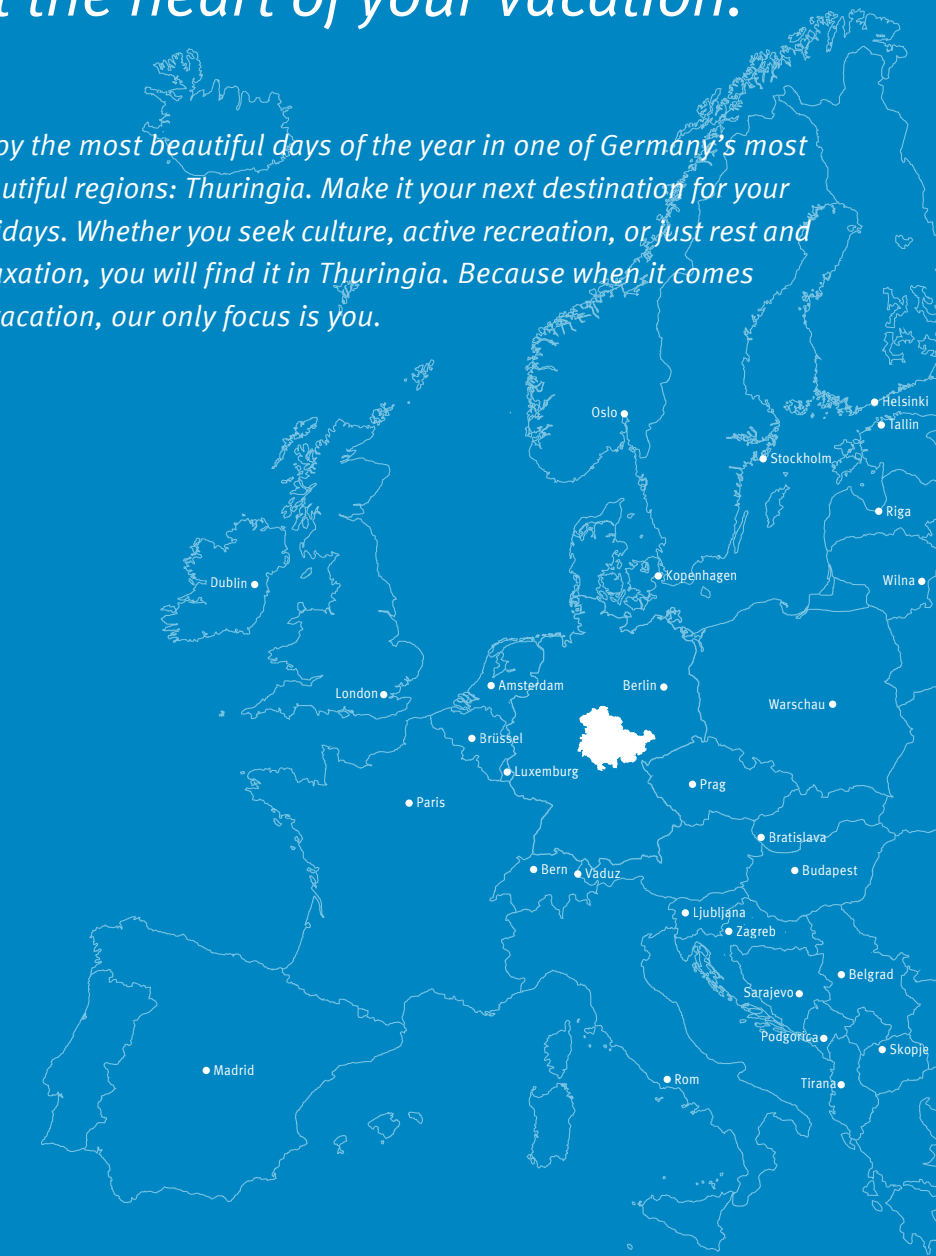 t the heart of your vacation.
oy the most beautiful days of the year in one of Germany's most
utiful regions: Thuringia. Make it your next destination for your
idays. Whether you seek culture, active recreation, or just rest and
axation, you will find it in Thuringia. Because when it comes
vacation, our only focus is you.
Helsinki
Oslo
Tallin
Stockholm
Riga
Kopenhagen
Wilna
Dublin
Amsterdam
Berlin
London
Warschau
Brüssel
Luxemburg
Prag
Paris
Bratislava
Bern
Vaduz
Budapest
Ljubljana
Zagreb
Belgrad
Sarajevo
Podgorica
Skopje
Madrid
Rom
Tirana